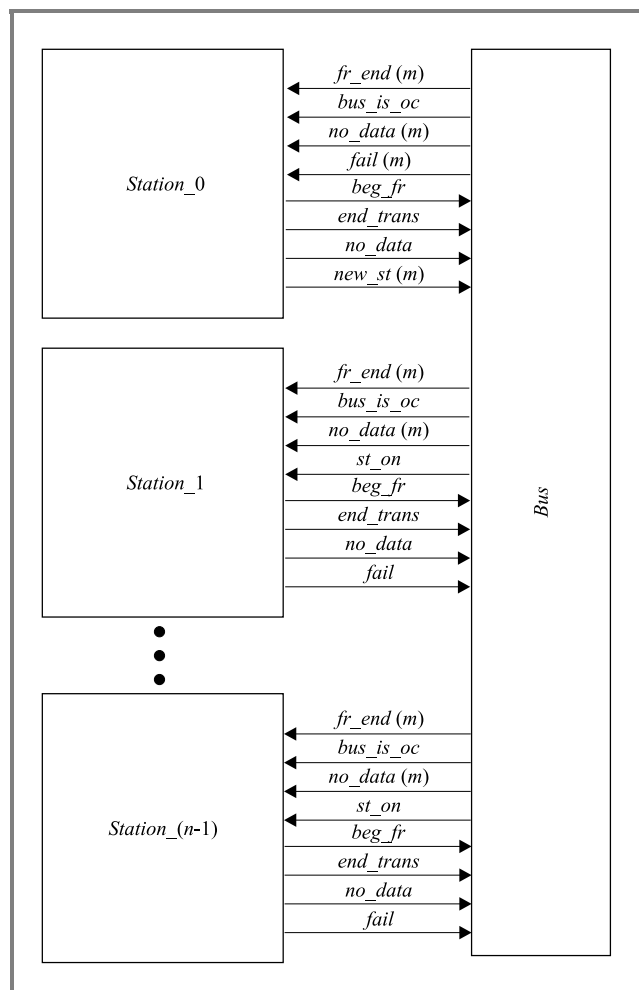 fr_end (m)
bus_is_oc
no_data (m)
fail (m)
Station_0
beg_fr
end_trans
no_data
new_st (m)
fr_end (m)
bus_is_oc
no_data (m)
st_on
Station_1
beg_fr
end_trans
no_data
fail
Bus
fr_end (m)
bus_is_oc
no_data (m)
st_on
Station_(n-1)
beg_fr
end_trans
no_data
fail